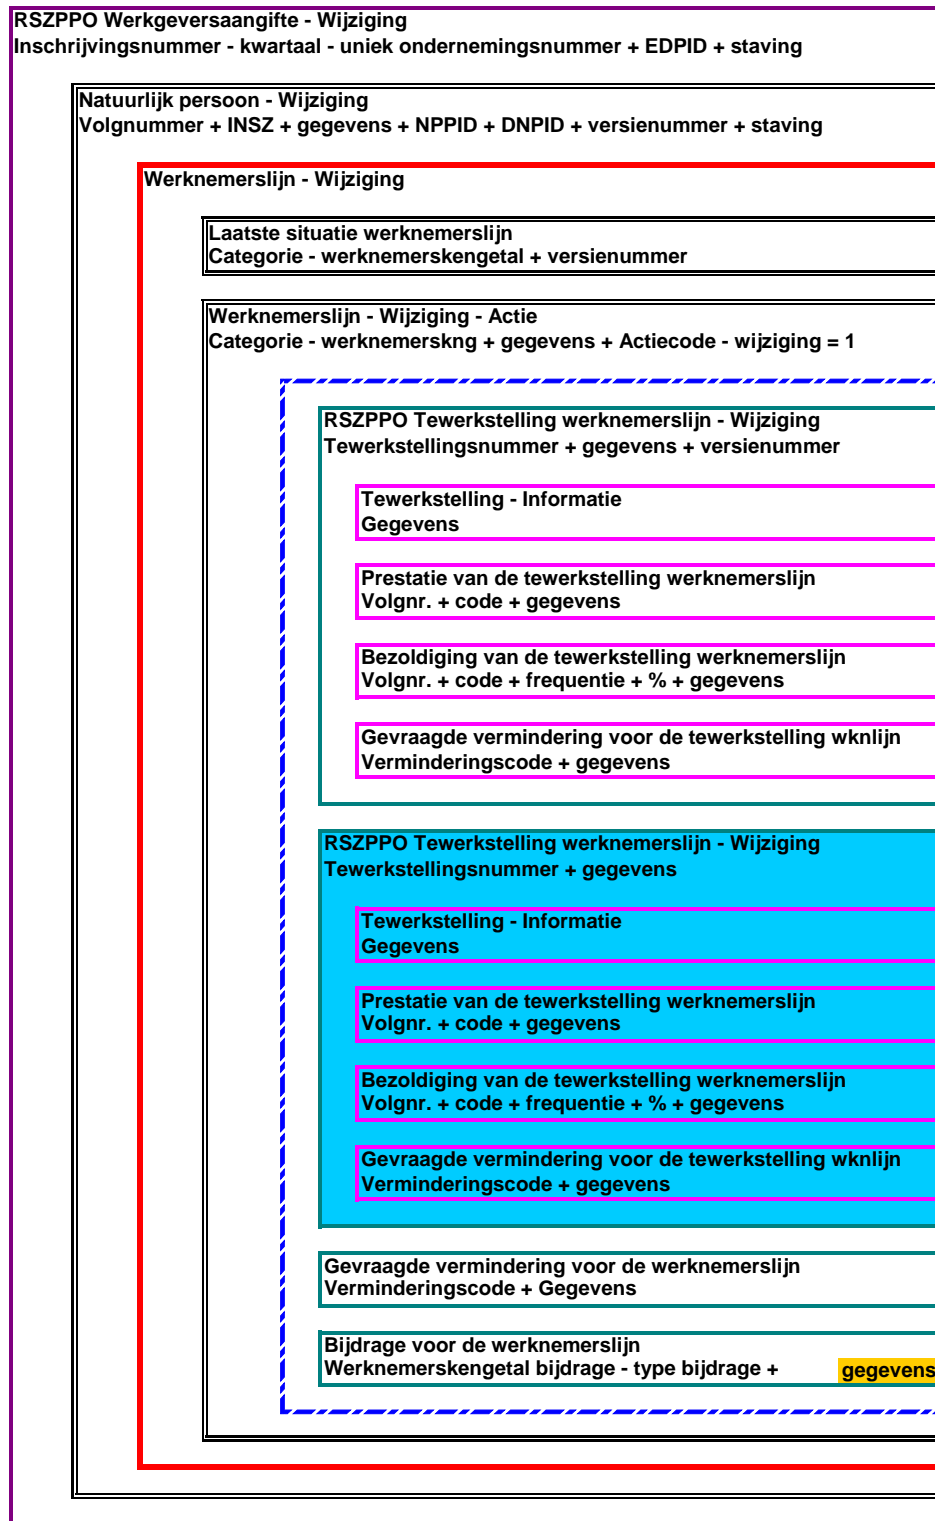 RSZPPO Werkgeversaangifte - Wijziging
Inschrijvingsnummer - kwartaal - uniek ondernemingsnummer + EDPID + staving
Natuurlijk persoon - Wijziging
Volgnummer + INSZ + gegevens + NPPID + DNPID + versienummer + staving
Werknemerslijn - Wijziging
Laatste situatie werknemerslijn
Categorie - werknemerskengetal + versienummer
Werknemerslijn - Wijziging - Actie
Categorie - werknemerskng + gegevens + Actiecode - wijziging = 1
RSZPPO Tewerkstelling werknemerslijn - Wijziging
Tewerkstellingsnummer + gegevens + versienummer
Tewerkstelling - Informatie
Gegevens
Prestatie van de tewerkstelling werknemerslijn
Volgnr. + code + gegevens
Bezoldiging van de tewerkstelling werknemerslijn
Volgnr. + code + frequentie + % + gegevens
Gevraagde vermindering voor de tewerkstelling wknlijn
Verminderingscode + gegevens
RSZPPO Tewerkstelling werknemerslijn - Wijziging
Tewerkstellingsnummer + gegevens
Tewerkstelling - Informatie
Gegevens
Prestatie van de tewerkstelling werknemerslijn
Volgnr. + code + gegevens
Bezoldiging van de tewerkstelling werknemerslijn
Volgnr. + code + frequentie + % + gegevens
Gevraagde vermindering voor de tewerkstelling wknlijn
Verminderingscode + gegevens
Gevraagde vermindering voor de werknemerslijn
Verminderingscode + Gegevens
Bijdrage voor de werknemerslijn
Werknemerskengetal bijdrage - type bijdrage + gegevens